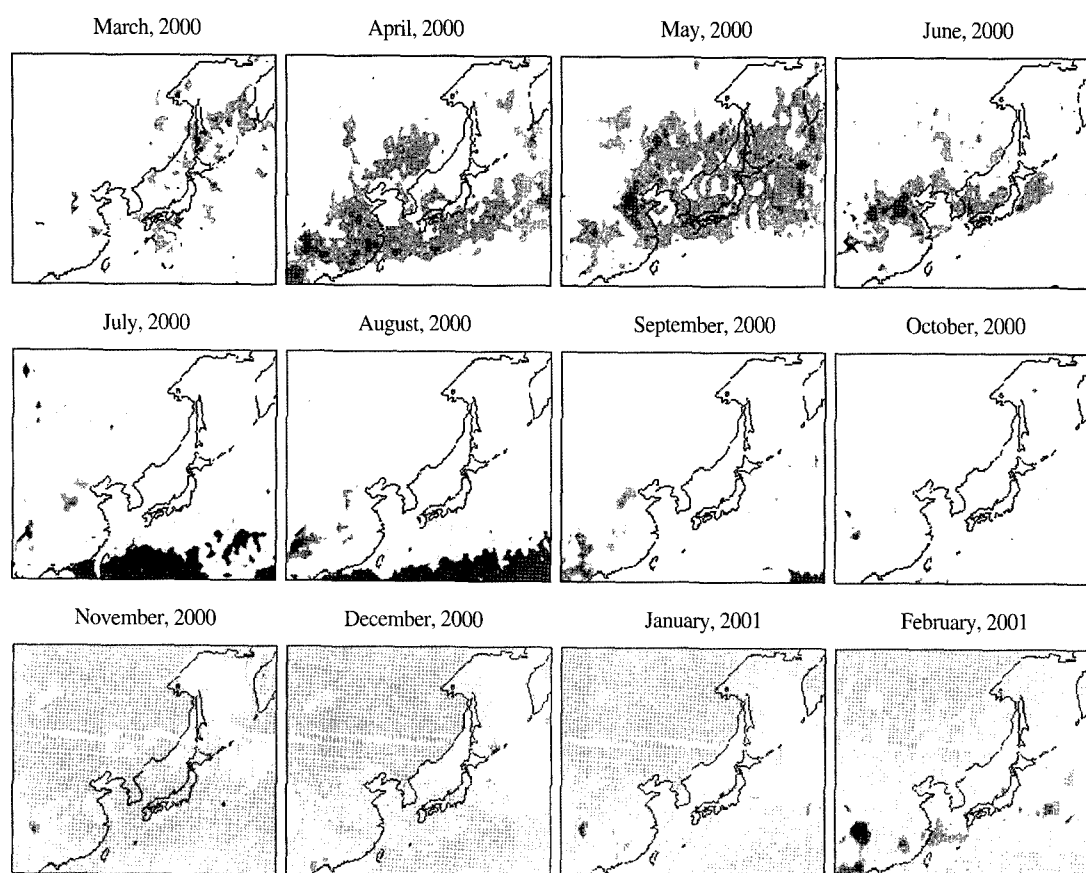 March, 2000
April, 2000
May, 2000
June, 2000
July, 2000
August, 2000
September, 2000
October, 2000
November, 2000
December, 2000
January, 2001
February, 2001